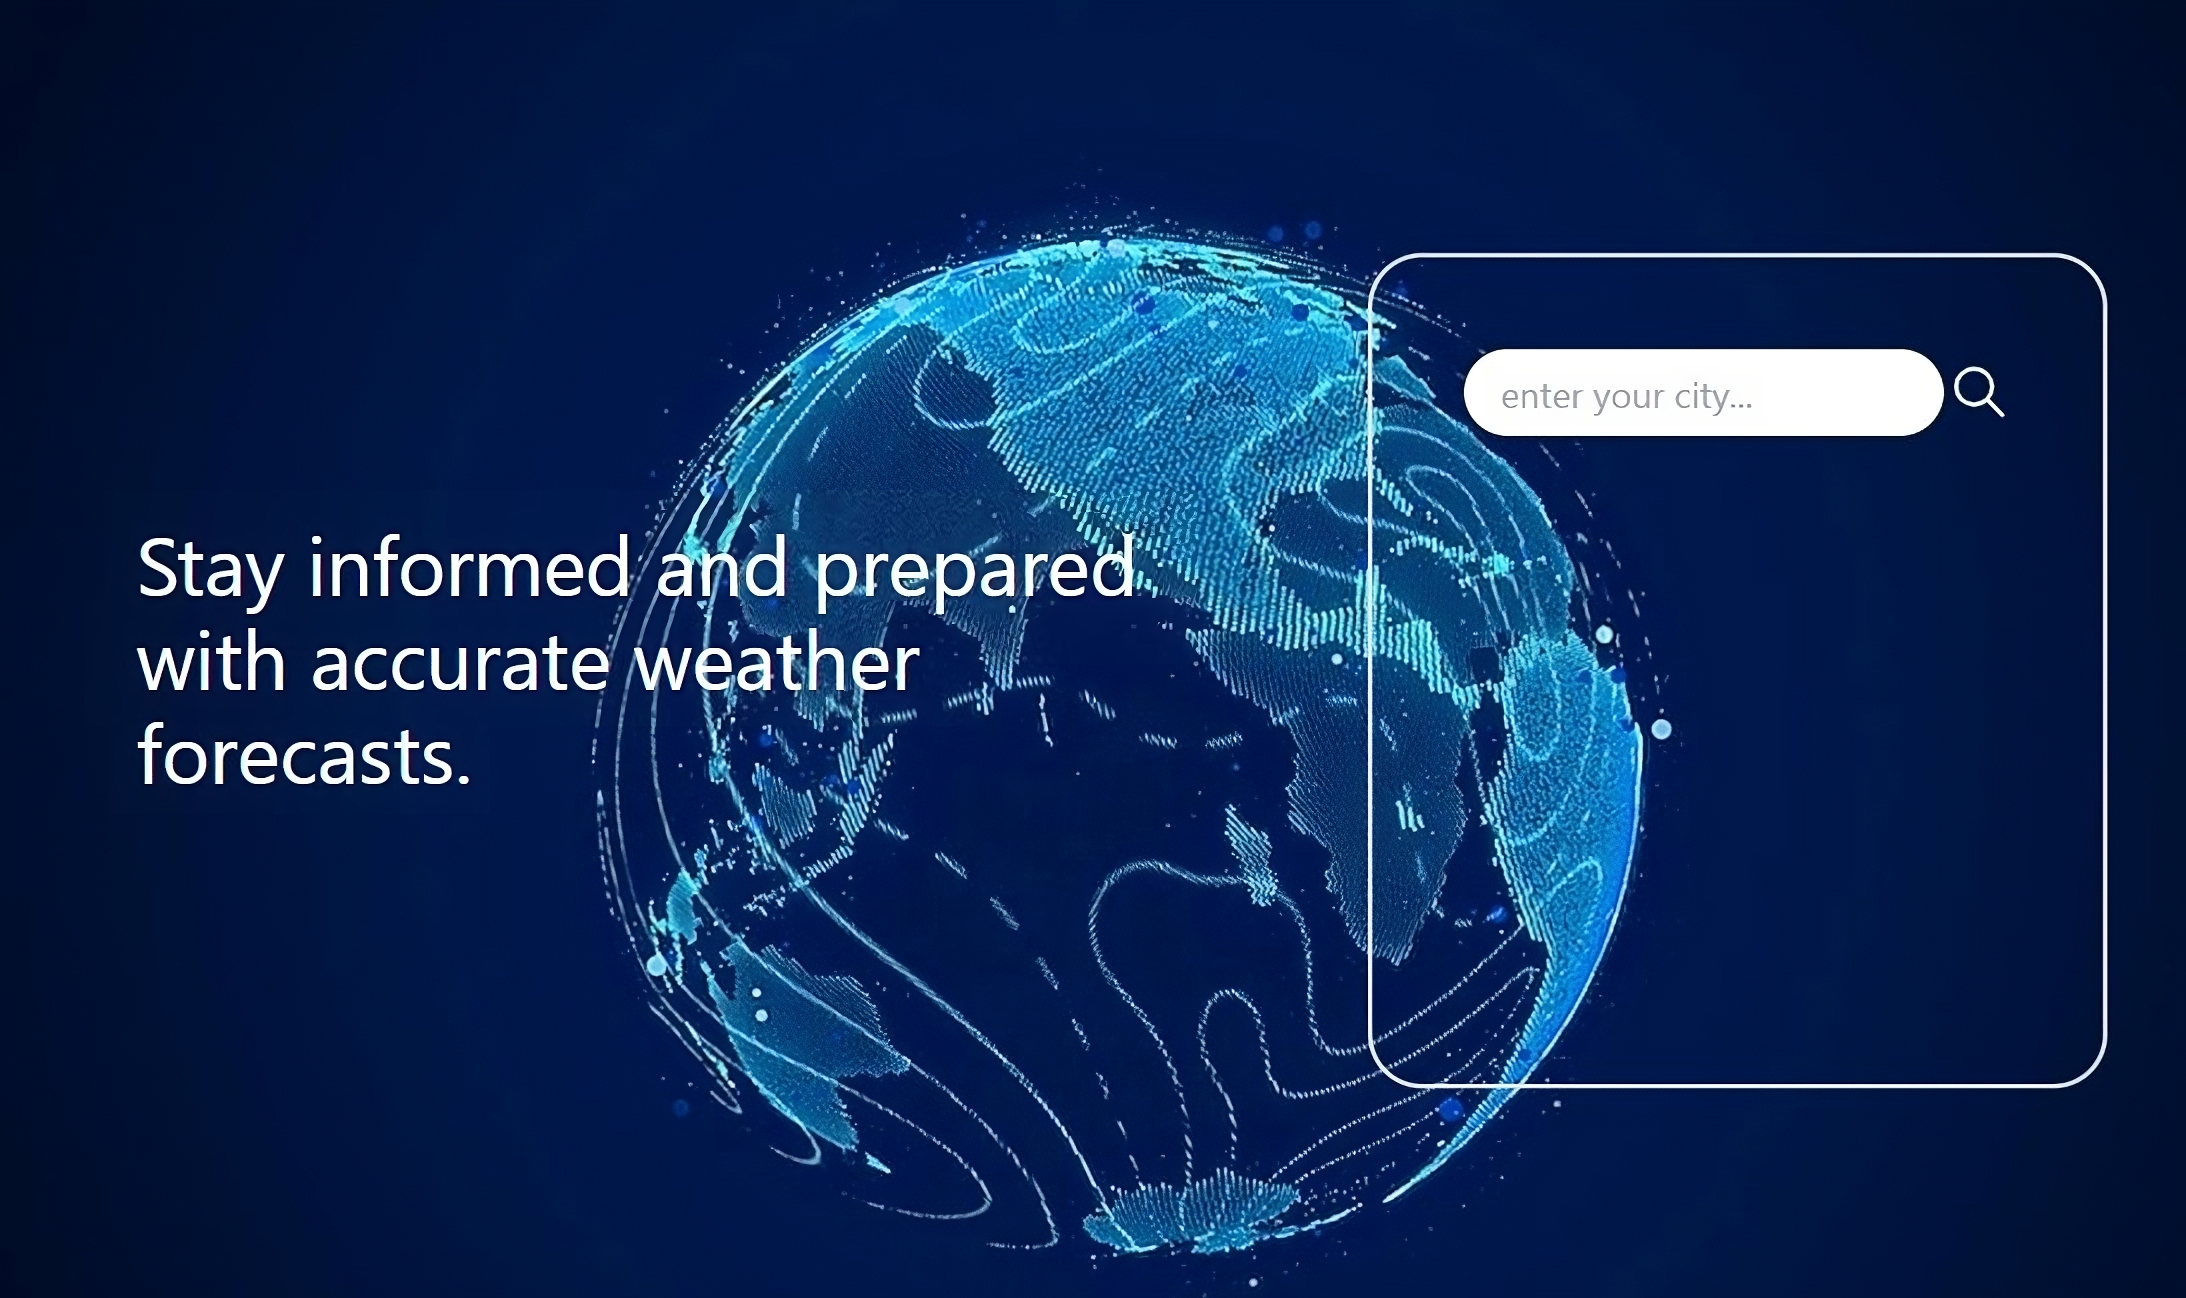 Stay informed and prepared
with accurate weather
forecasts.
enter your city...